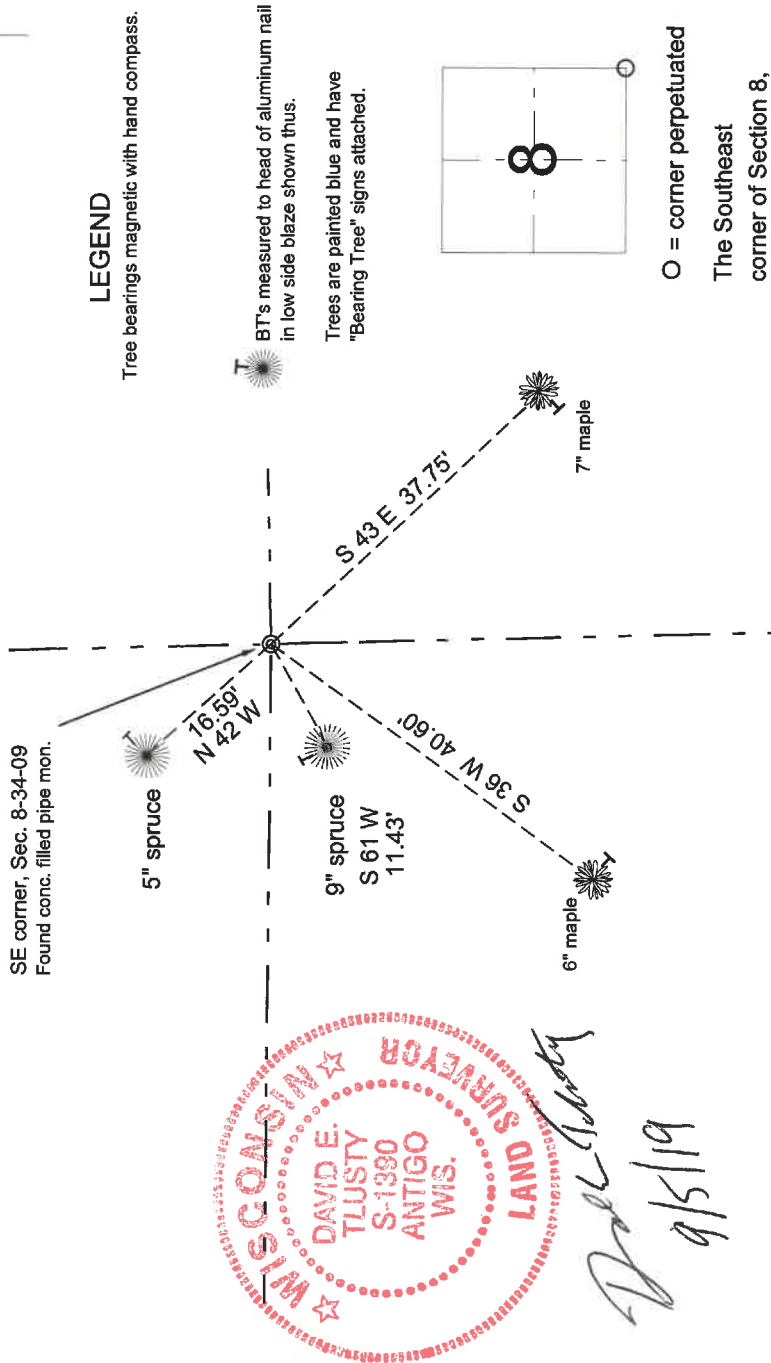 SE corner, Sec. 8-34-09
Found conc. filled pipe mon.
5" spruce
16.59'
N 42 W
9" spruce
S 61 W
11.43'
S 43 E 37.75'
S 36 W 40.60'
7" maple
6" maple
LEGEND
Tree bearings magnetic with hand compass.
BT's measured to head of aluminum nail
in low side blaze shown thus.
Trees are painted blue and have
"Bearing Tree" signs attached.
8
O = corner perpetuated
The Southeast
corner of Section 8,
WISCONSIN
DAVID E.
TLUSTY
S-1390
ANTIGO
WIS.
LAND SURVEYOR
9/5/19